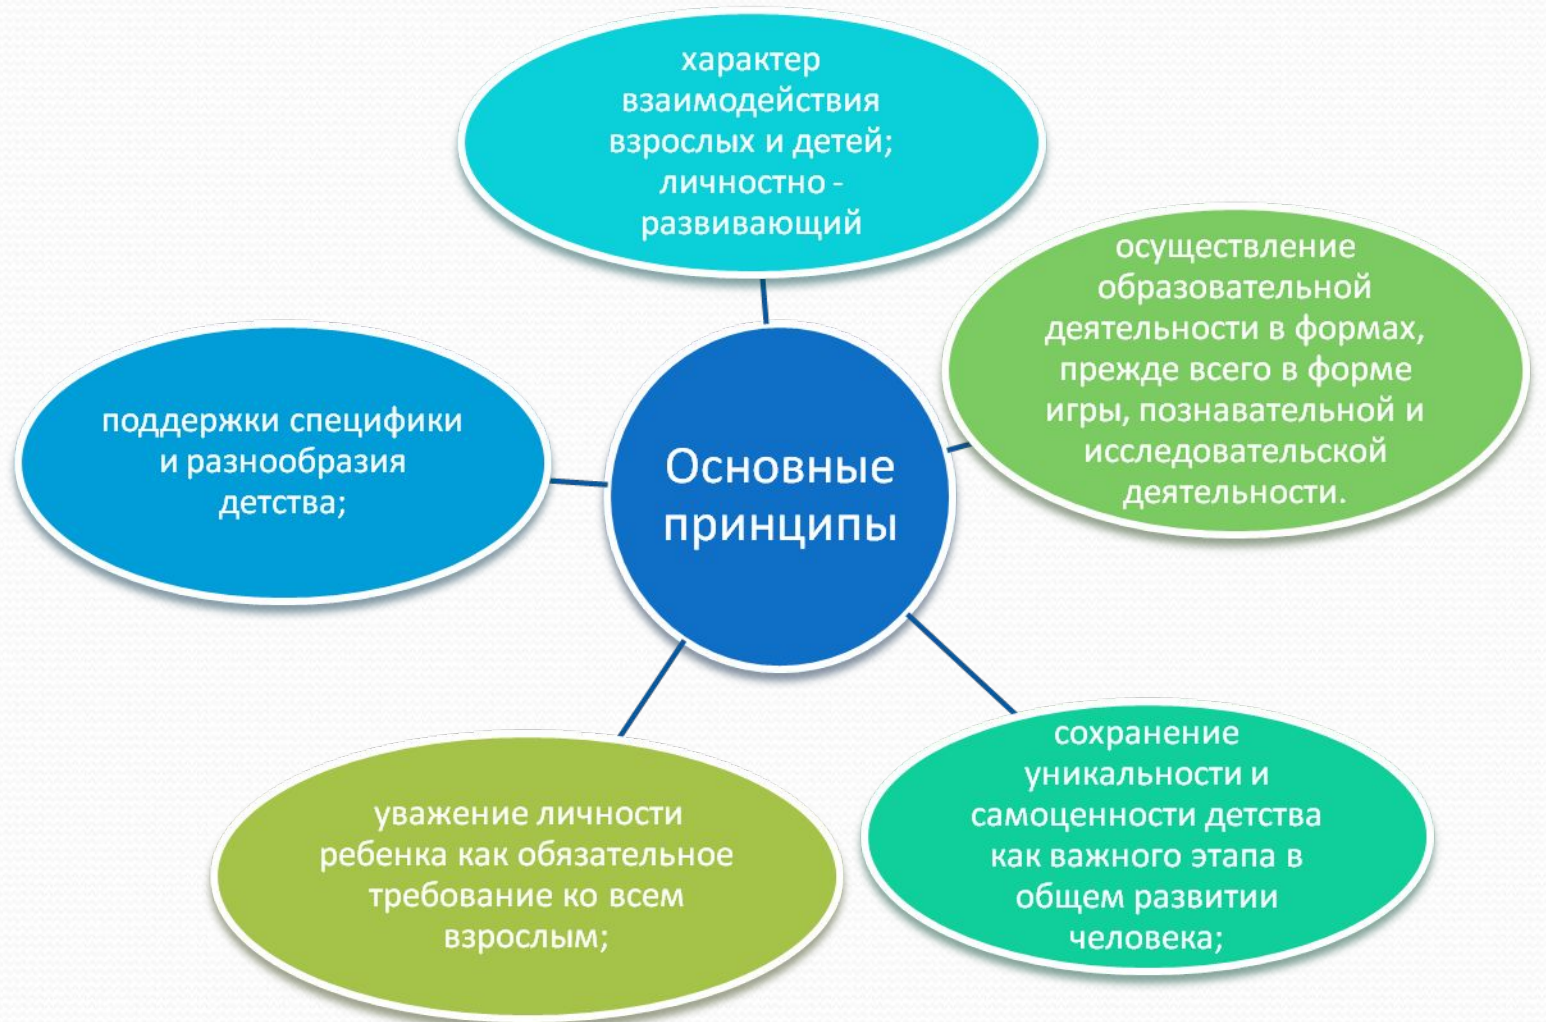 характер
взаимодействия
взрослых и детей;
личностно -
развивающий
осуществление
образовательной
деятельности в формах,
прежде всего в форме
игры, познавательной и
исследовательской
деятельности.
поддержки специфики
и разнообразия
детства;
Основные
принципы
сохранение
уникальности и
самоценности детства
как важного этапа в
общем развитии
человека;
уважение личности
ребенка как обязательное
требование ко всем
взрослым;